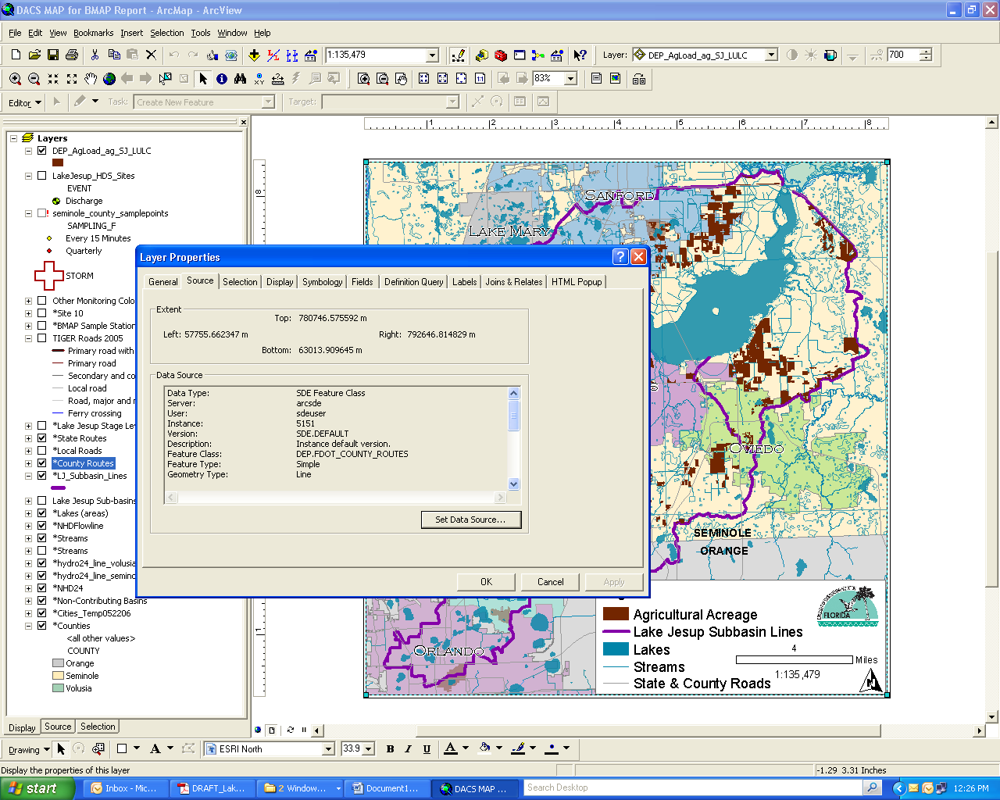 DACS MAP for BMAP Report - ArcMap - ArcView
File Edit View Bookmarks Insert Selection Tools Window Help
1:135,479
Layer: DEP_AgLoad_ag_SJ_LULC
700
83%
Editor
Task: Create New Feature
Target:
Layers
DEP_AgLoad_ag_SJ_LULC
LakeJesup_HDS_Sites
EVENT
Discharge
seminole_county_samplepoints
SAMPLING_F
Every 15 Minutes
Quarterly
STORM
Other Monitoring Colo
*Site 10
*BMAP Sample Station
TIGER Roads 2005
Primary road with
Primary road
Secondary and co
Local road
Road, major and
Ferry crossing
*Lake Jesup Stage Le
*State Routes
*Local Roads
*County Routes
*LJ_Subbasin_Lines
Lake Jesup Sub-basins
*Lakes (areas)
*NHDFlowline
*Streams
*Streams
*hydro24_line_volusia
*hydro24_line_semino
*NHD24
*Non-Contributing Basins
*Cities_Temp052206
*Counties
<all other values>
COUNTY
Orange
Seminole
Volusia
Display Source Selection
1 2 3 4 5 6 7 8
8
1
SANFORD
LAKE MARY
OVIEDO
SEMINOLE
ORANGE
ORLANDO
Layer Properties
General Source Selection Display Symbology Fields Definition Query Labels Joins & Relates HTML Popup
Extent
Top: 780746.575592 m
Left: 57755.662347 m Right: 792646.814829 m
Bottom: 63013.909645 m
Data Source
Data Type: SDE Feature Class
Server: arcsde
User: sdeuser
Instance: 5151
Version: SDE.DEFAULT
Description: Instance default version.
Feature Class: DEP.FDOT_COUNTY_ROUTES
Feature Type: Simple
Geometry Type: Line
Set Data Source...
OK Cancel Apply
Agricultural Acreage
Lake Jesup Subbasin Lines
Lakes
Streams
State & County Roads
FLORIDA
4
Miles
1:135,479
Drawing
A
ESRI North
33.9
B I U A
Display the properties of this layer
-1.29 3.31 Inches
start
Inbox - Mic...
DRAFT_Lak...
2 Window...
Document1...
DACS MAP ...
Search Desktop
12:26 PM